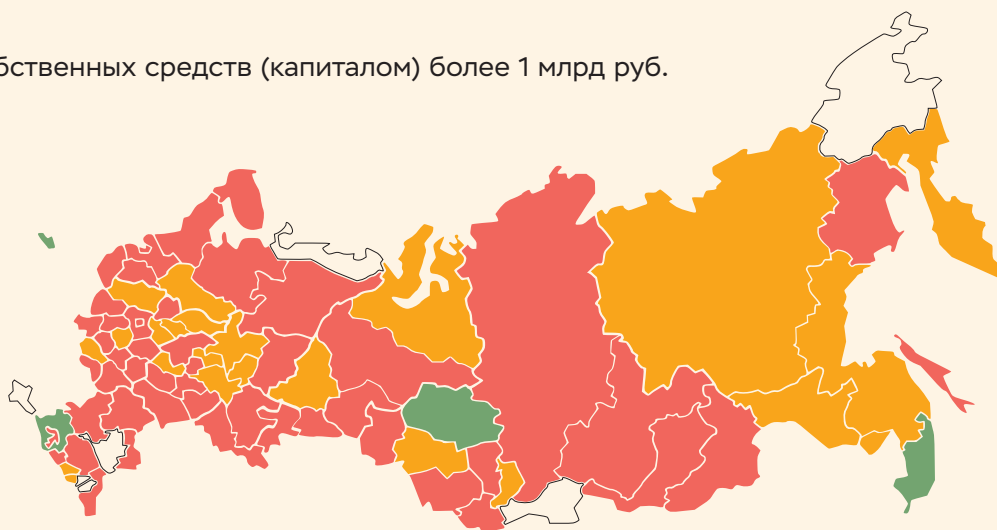 бственных средств (капиталом) более 1 млрд руб.